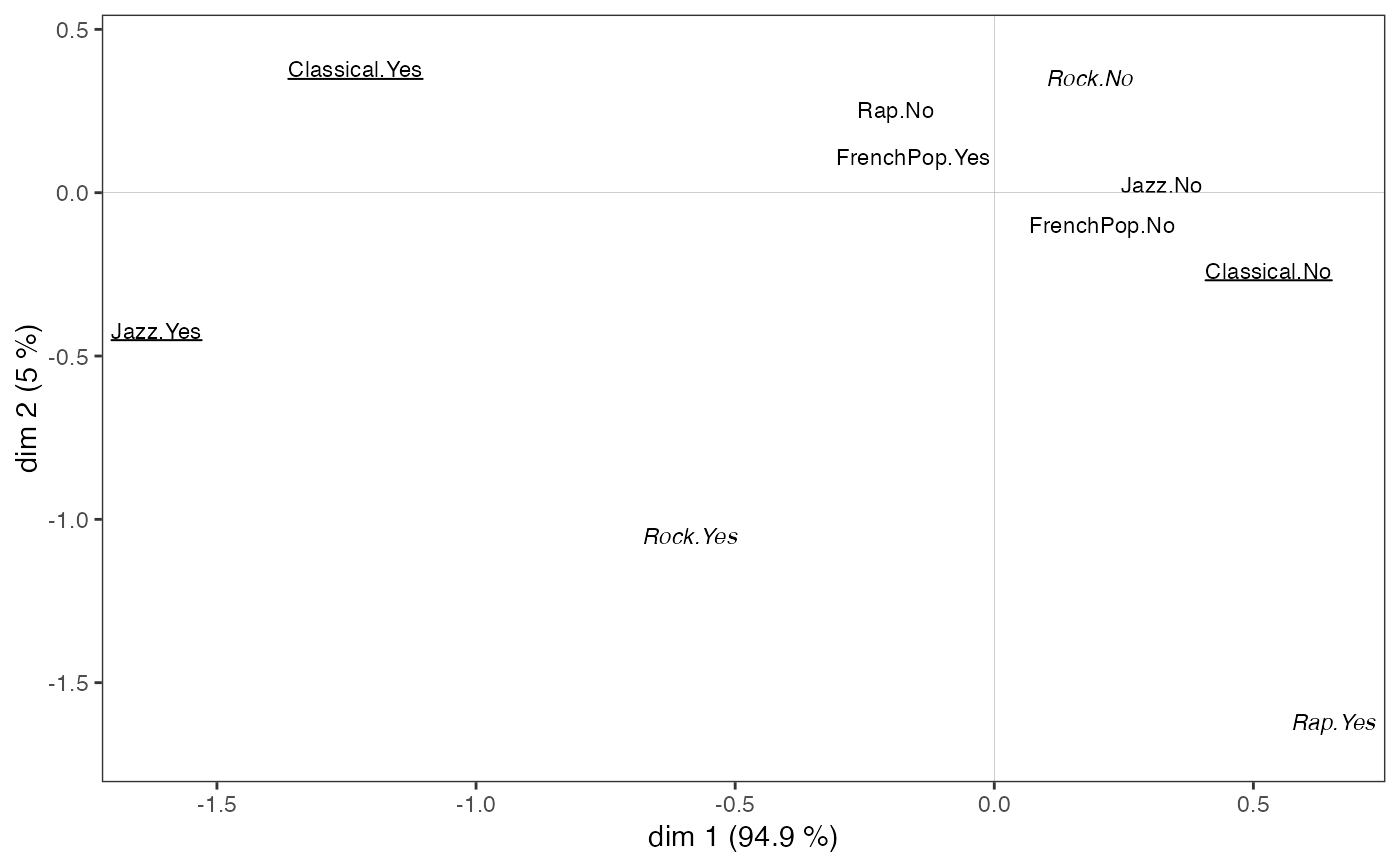 0.5
Classical.Yes
Rock.No
Rap.No
FrenchPop.Yes
0.0
Jazz.No
FrenchPop.No
Classical.No
Jazz.Yes
-0.5
dim 2 (5 %)
-1.0
Rock.Yes
-1.5
Rap.Yes
-1.5
-1.0
-0.5
0.0
0.5
dim 1 (94.9 %)